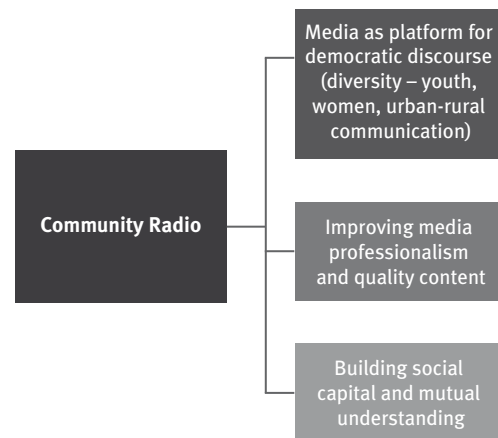 Media as platform for
democratic discourse
(diversity – youth,
women, urban-rural
communication)
Community Radio
Improving media
professionalism
and quality content
Building social
capital and mutual
understanding